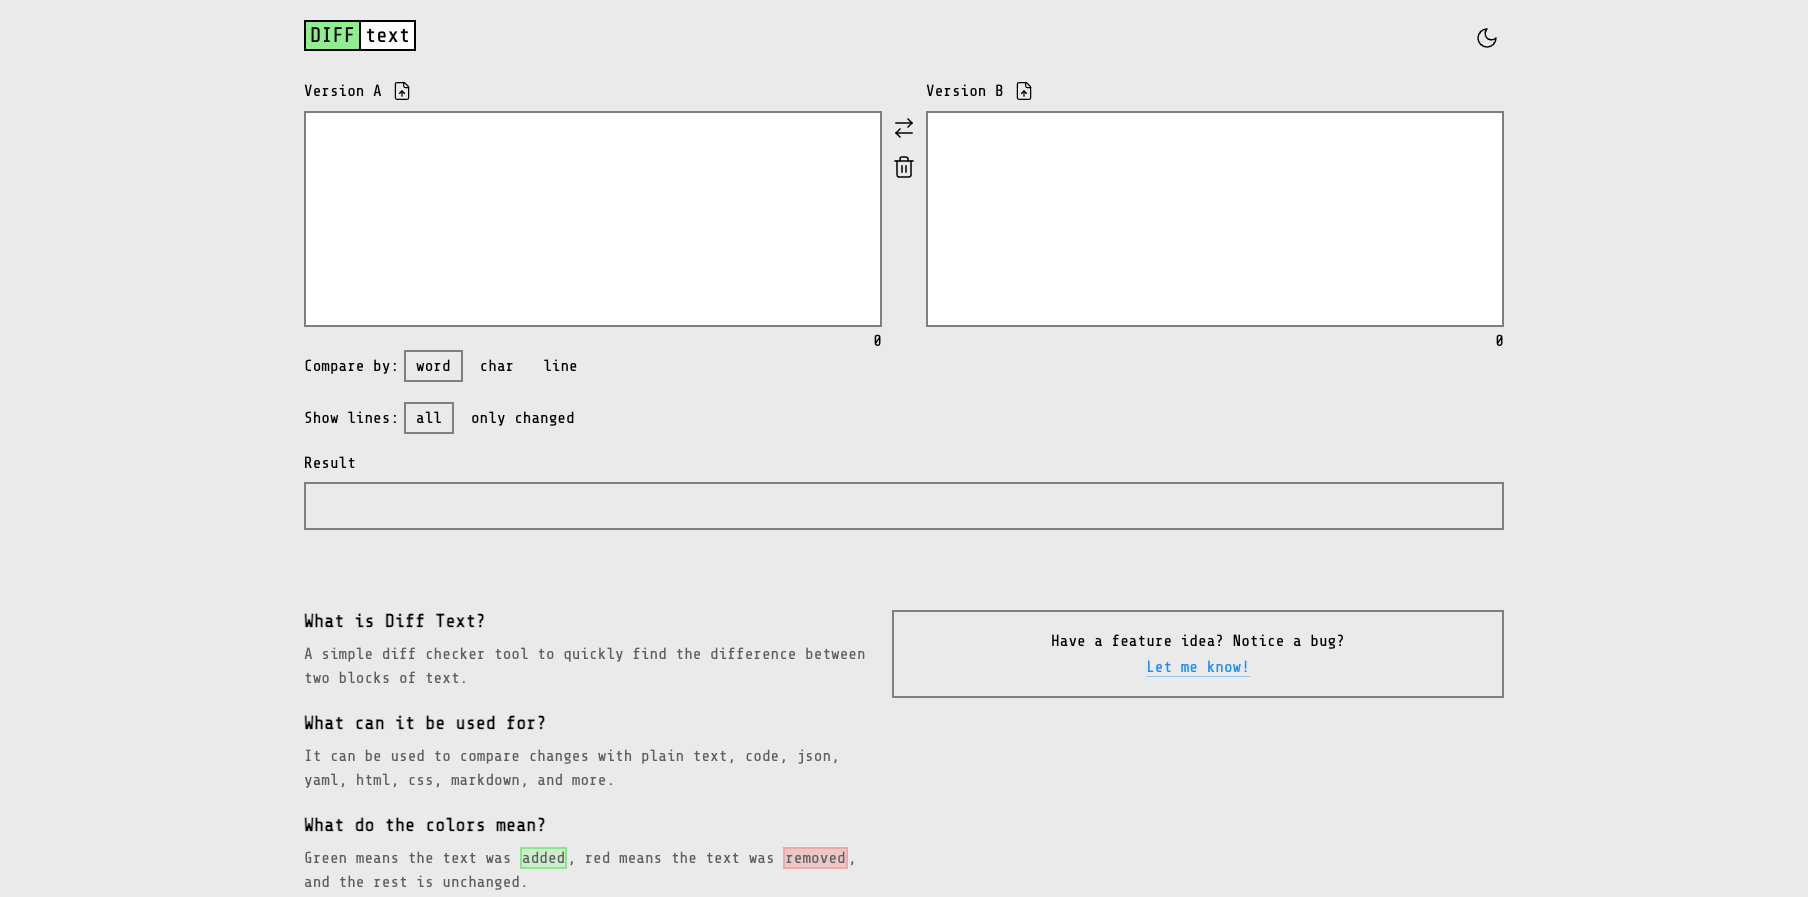 DIFF text
Version A
Version B
0
0
Compare by: word char line
Show lines: all only changed
Result
What is Diff Text?
A simple diff checker tool to quickly find the difference between
two blocks of text.
What can it be used for?
It can be used to compare changes with plain text, code, json,
yaml, html, css, markdown, and more.
What do the colors mean?
Green means the text was added, red means the text was removed,
and the rest is unchanged.
Have a feature idea? Notice a bug?
Let me know!